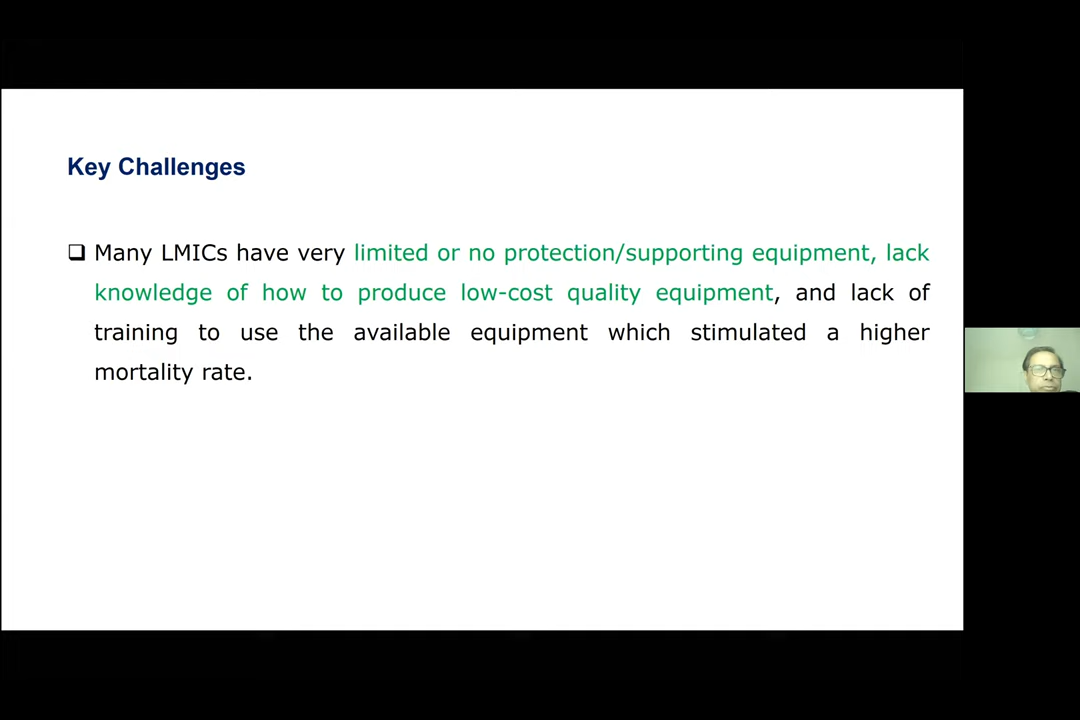 Key Challenges
❑ Many LMICs have very limited or no protection/supporting equipment, lack
knowledge of how to produce low-cost quality equipment, and lack of
training to use the available equipment which stimulated a higher
mortality rate.